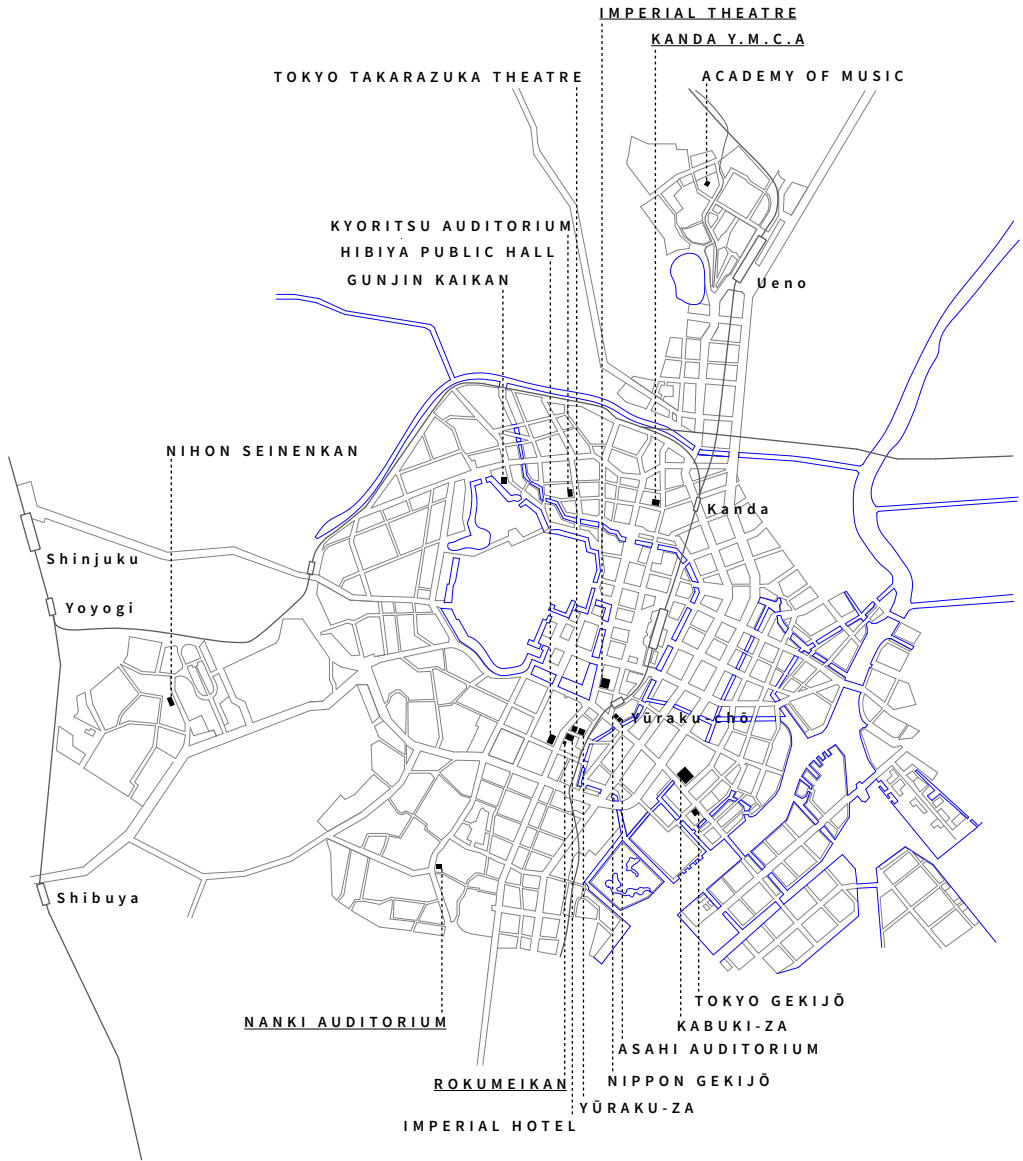 IMPERIAL THEATRE
KANDA Y.M.C.A
TOKYO TAKARAZUKA THEATRE
ACADEMY OF MUSIC
KYORITSU AUDITORIUM
HIBIYA PUBLIC HALL
GUNJIN KAIKAN
Ueno
NIHON SEINENKAN
Kanda
Shinjuku
Yoyogi
Yūraku-chō
Shibuya
TOKYO GEKIJŌ
NANKI AUDITORIUM
KABUKI-ZA
ASAHI AUDITORIUM
NIPPON GEKIJŌ
ROKUMEIKAN
YŪRAKU-ZA
IMPERIAL HOTEL